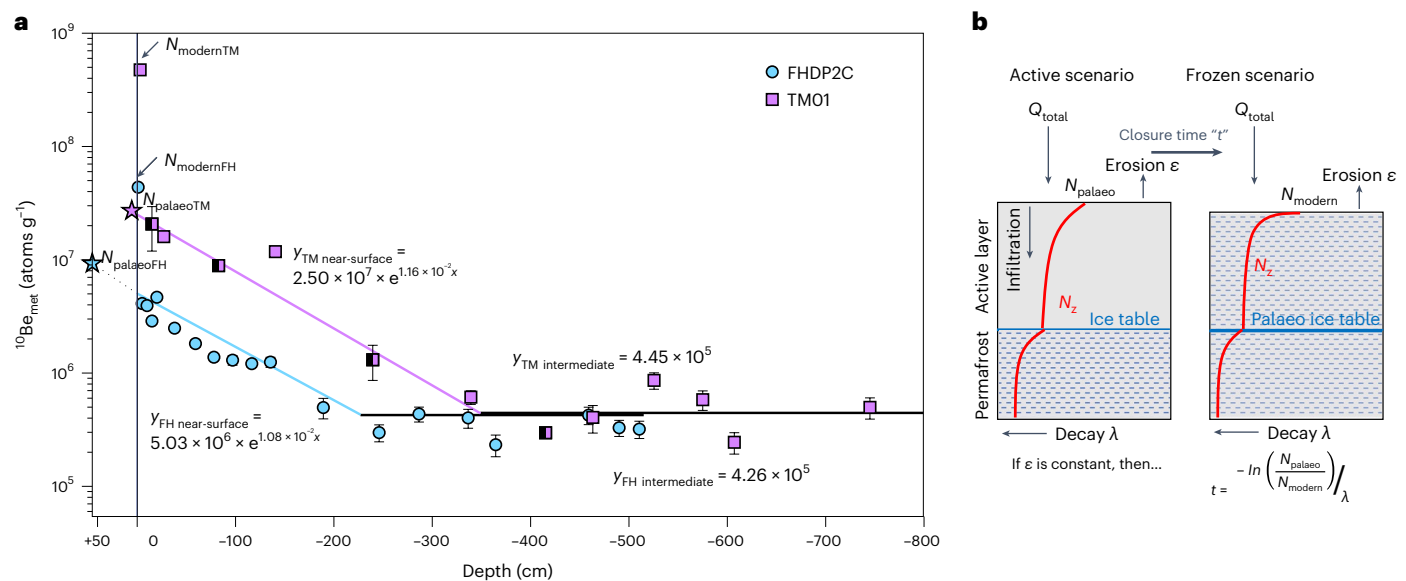 a
10⁹
10⁸
10⁷
10⁶
10⁵
¹⁰Be_met (atoms g⁻¹)
N_modernTM
N_modernFH
N_palaeoTM
N_palaeoFH
FHDP2C
TM01
y_TM near-surface =
2.50 × 10⁷ × e^1.16 × 10⁻²x
y_TM intermediate = 4.45 × 10⁵
y_FH near-surface =
5.03 × 10⁶ × e^1.08 × 10⁻²x
y_FH intermediate = 4.26 × 10⁵
+50 0 −100 −200 −300 −400 −500 −600 −700 −800
Depth (cm)
b
Active scenario
Frozen scenario
Q_total
Q_total
Closure time “t”
Erosion ε
Erosion ε
N_palaeo
N_modern
Active layer
Infiltration
N_z
N_z
Ice table
Palaeo ice table
Permafrost
Decay λ
Decay λ
If ε is constant, then...
t = − ln (N_palaeo / N_modern) / λ